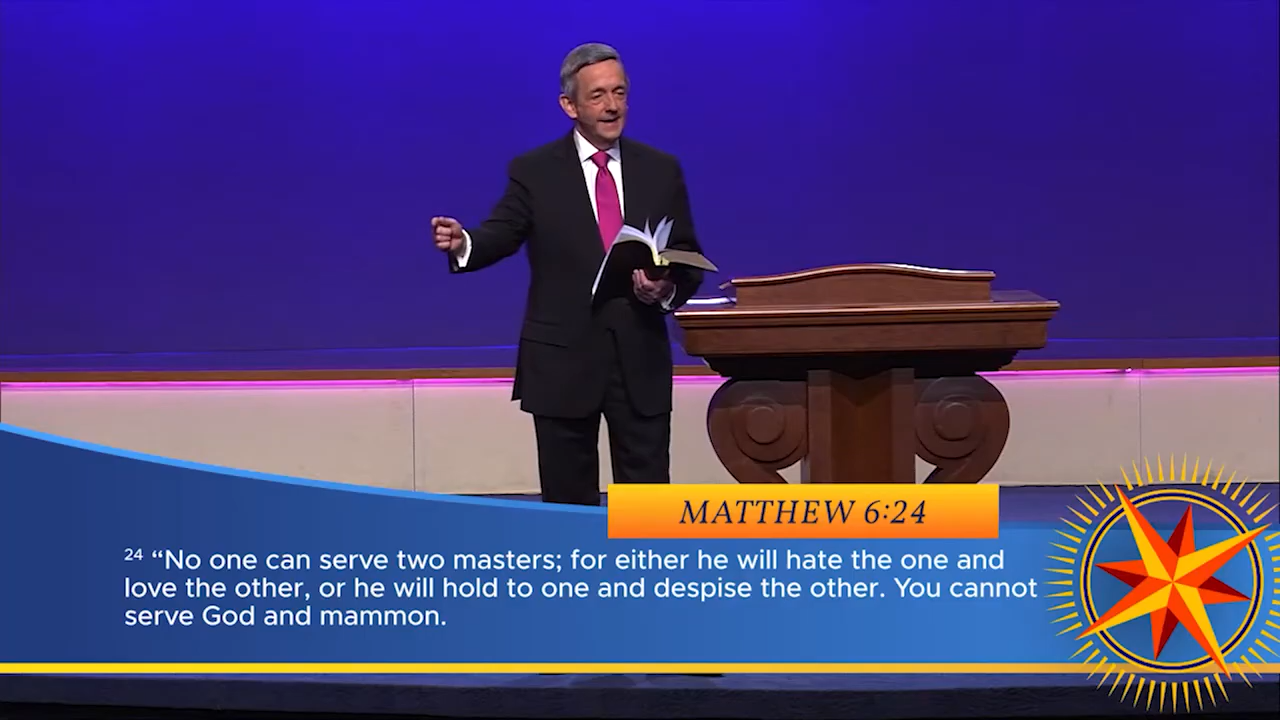 MATTHEW 6:24
24 “No one can serve two masters; for either he will hate the one and
love the other, or he will hold to one and despise the other. You cannot
serve God and mammon.